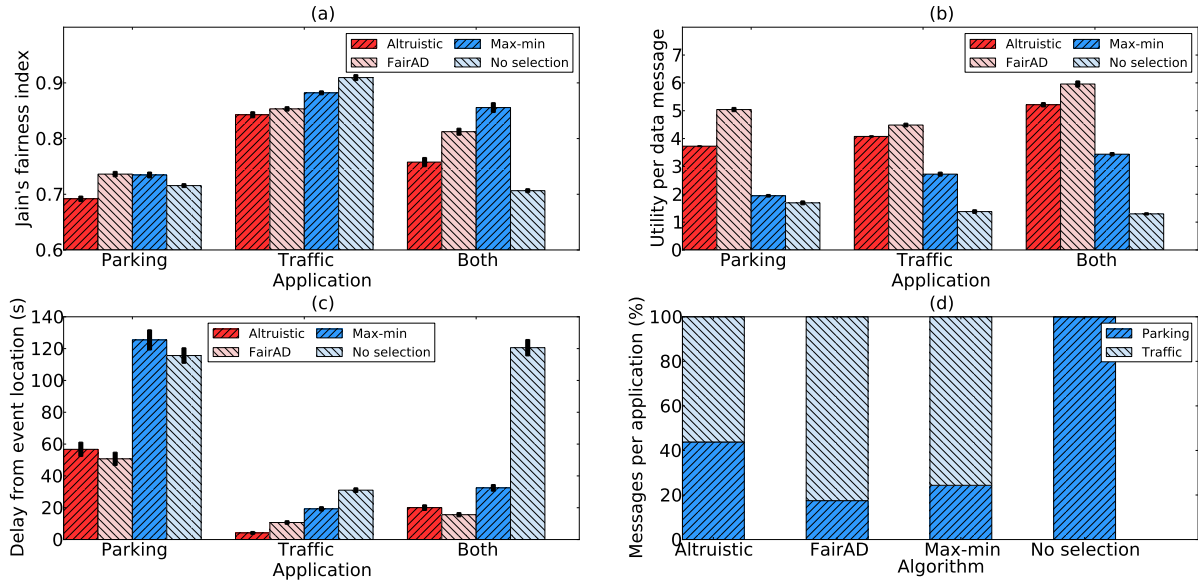 (a)
Jain's fairness index
Altruistic
FairAD
Max-min
No selection
0.9
0.8
0.7
0.6
Parking
Traffic
Both
Application
(b)
Utility per data message
Altruistic
FairAD
Max-min
No selection
7
6
5
4
3
2
1
0
Parking
Traffic
Both
Application
(c)
Delay from event location (s)
Altruistic
FairAD
Max-min
No selection
140
120
100
80
60
40
20
0
Parking
Traffic
Both
Application
(d)
Messages per application (%)
Parking
Traffic
100
80
60
40
20
0
Altruistic
FairAD
Max-min
No selection
Algorithm